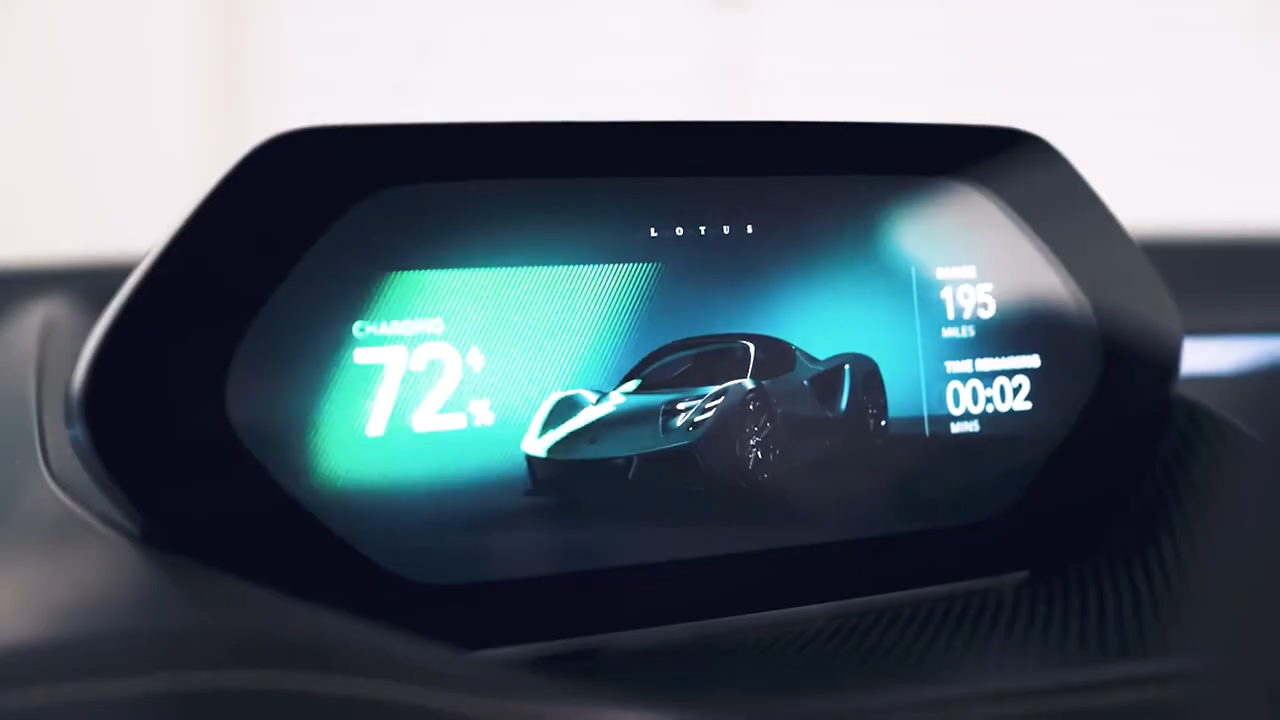 LOTUS
CHARGING
72%
RANGE
195
MILES
TIME REMAINING
00:02
MINS